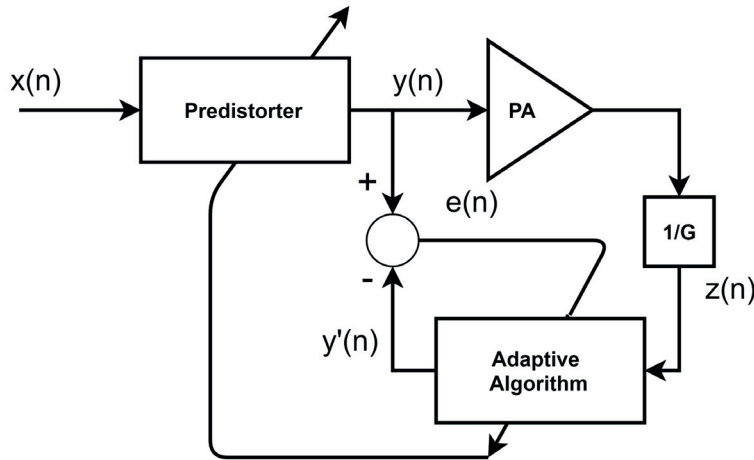 x(n)
Predistorter
y(n)
PA
+
e(n)
1/G
-
z(n)
y'(n)
Adaptive
Algorithm